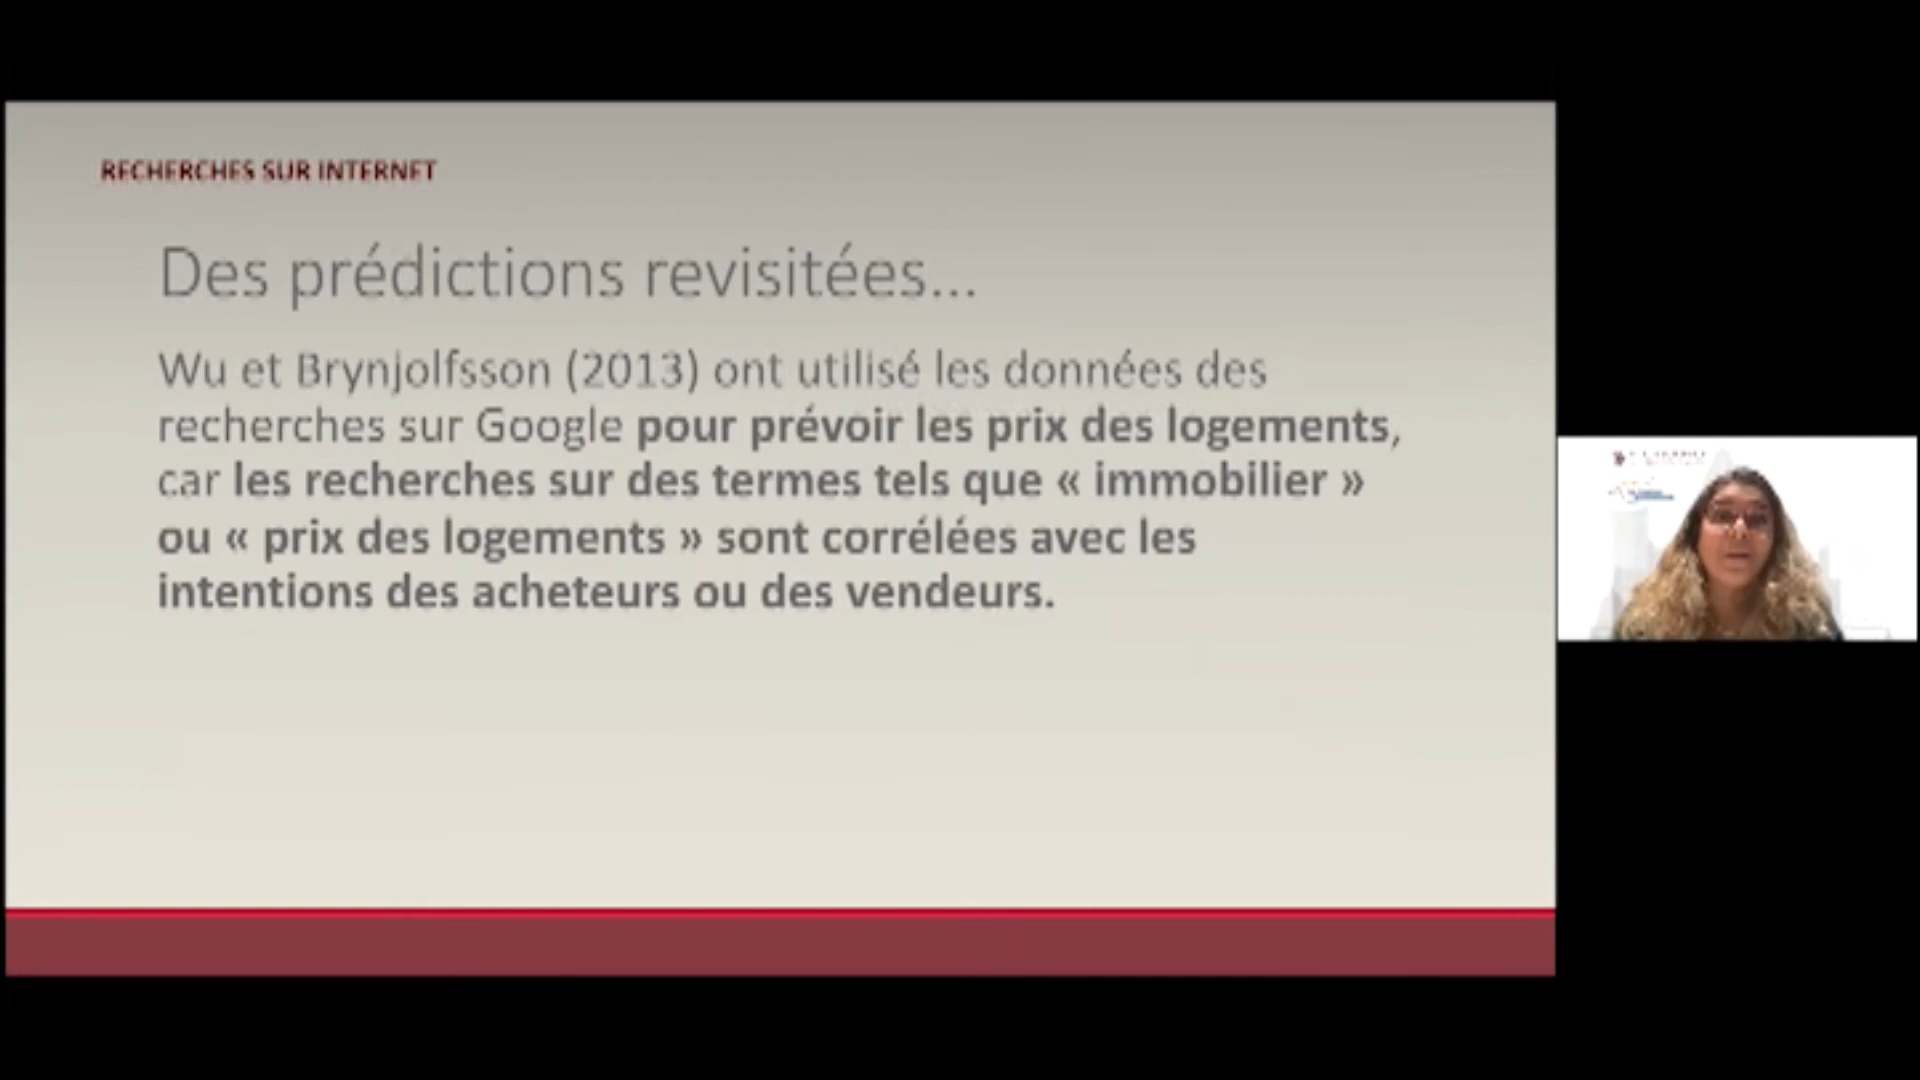 RECHERCHES SUR INTERNET
Des prédictions revisitées...
Wu et Brynjolfsson (2013) ont utilisé les données des
recherches sur Google pour prévoir les prix des logements,
car les recherches sur des termes tels que « immobilier »
ou « prix des logements » sont corrélées avec les
intentions des acheteurs ou des vendeurs.